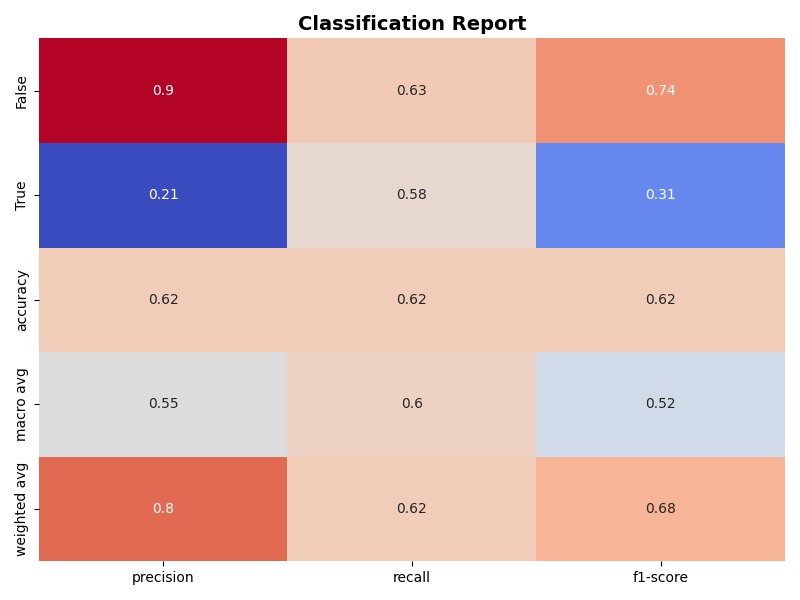 Classification Report
False 0.9 0.63 0.74
True 0.21 0.58 0.31
accuracy 0.62 0.62 0.62
macro avg 0.55 0.6 0.52
weighted avg 0.8 0.62 0.68
precision recall f1-score